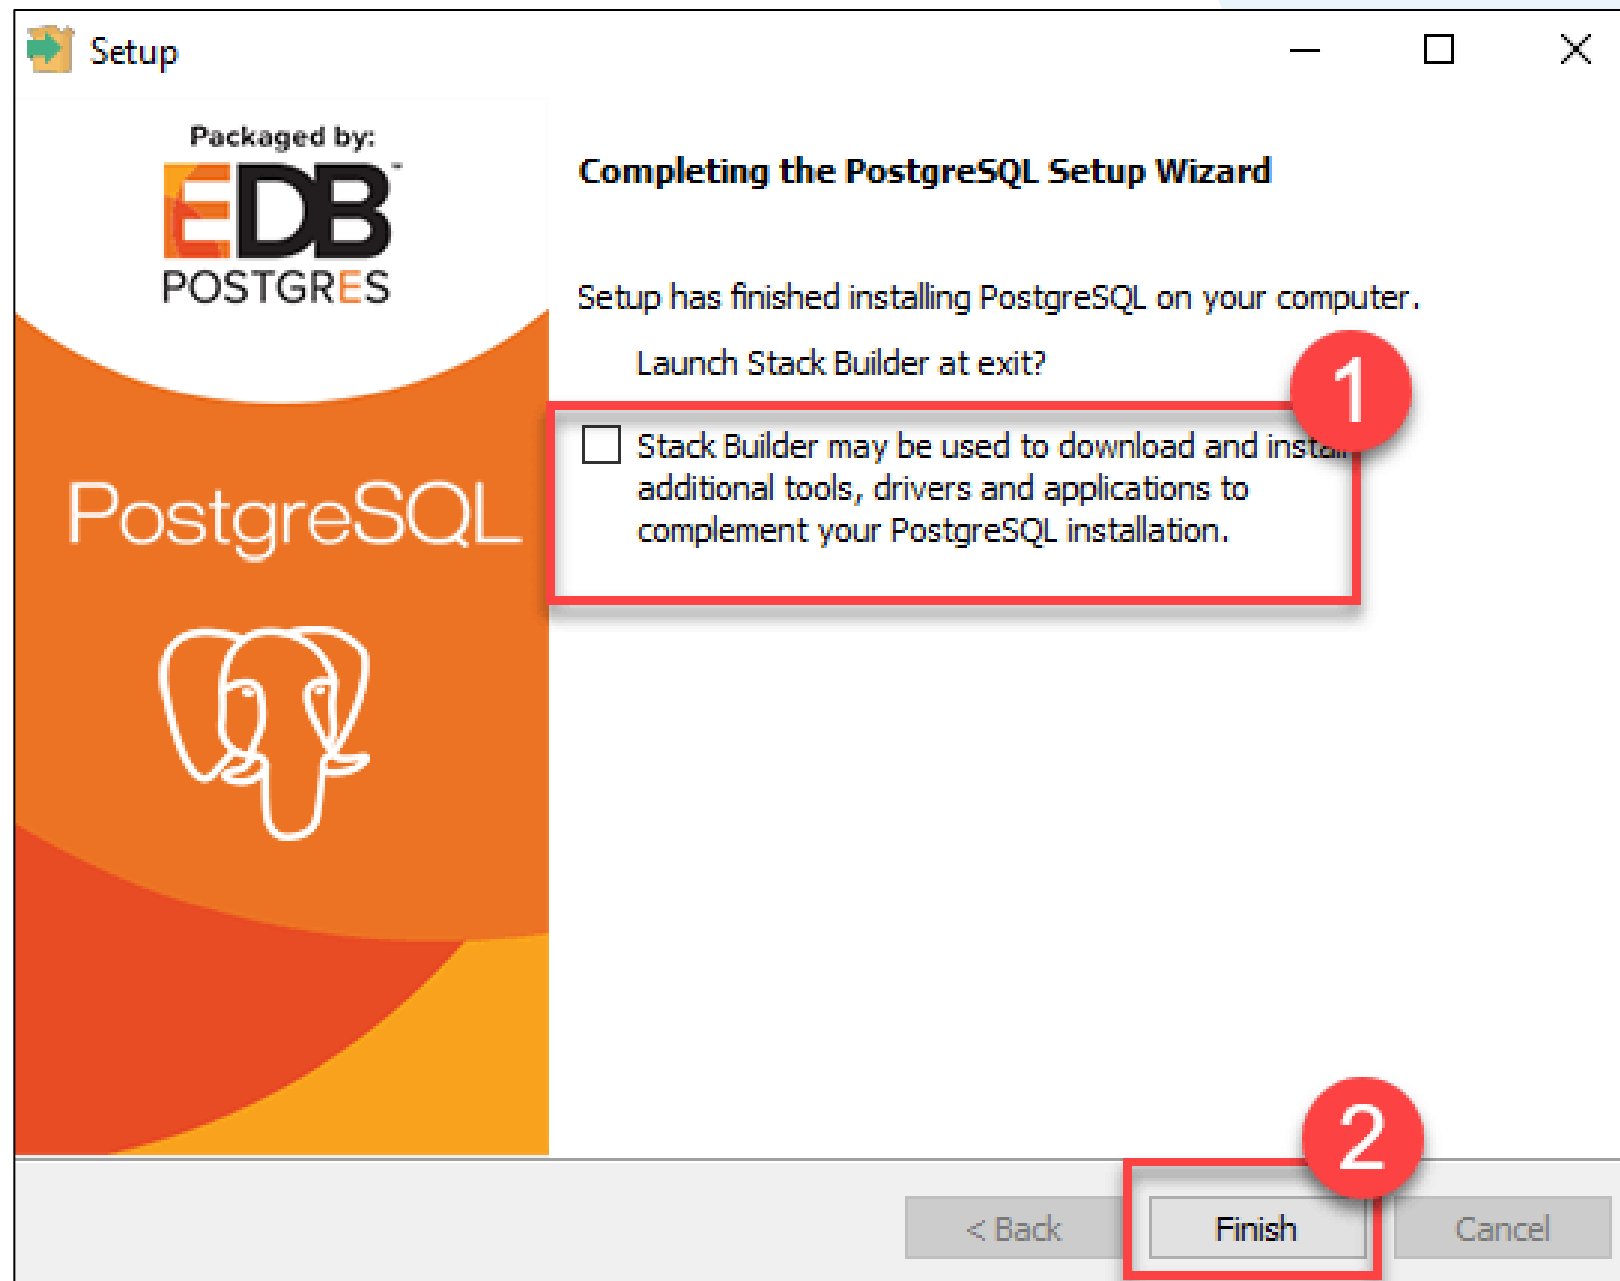 Setup
Packaged by:
EDB
POSTGRES
PostgreSQL
Completing the PostgreSQL Setup Wizard
Setup has finished installing PostgreSQL on your computer.
Launch Stack Builder at exit?
1
Stack Builder may be used to download and install
additional tools, drivers and applications to
complement your PostgreSQL installation.
2
< Back
Finish
Cancel